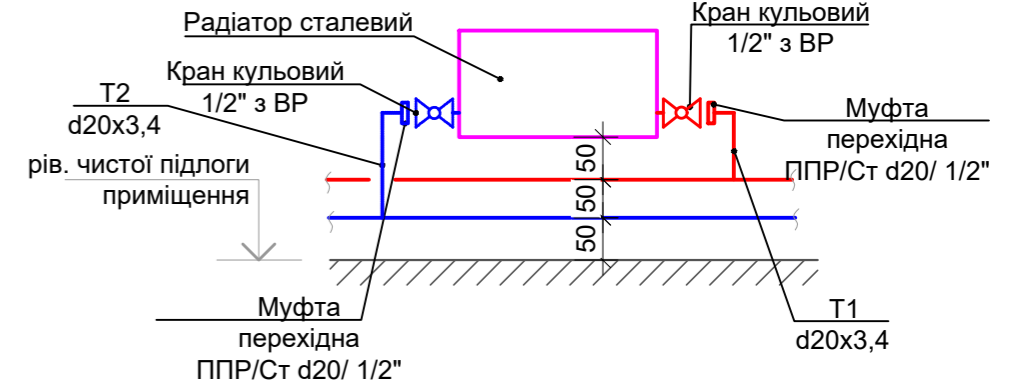 Радіатор сталевий
Кран кульовий
1/2" з ВР
Кран кульовий
1/2" з ВР
Т2
d20x3,4
Муфта
перехідна
ППР/Ст d20/ 1/2"
рів. чистої підлоги
приміщення
50
50
50
Муфта
перехідна
ППР/Ст d20/ 1/2"
Т1
d20x3,4